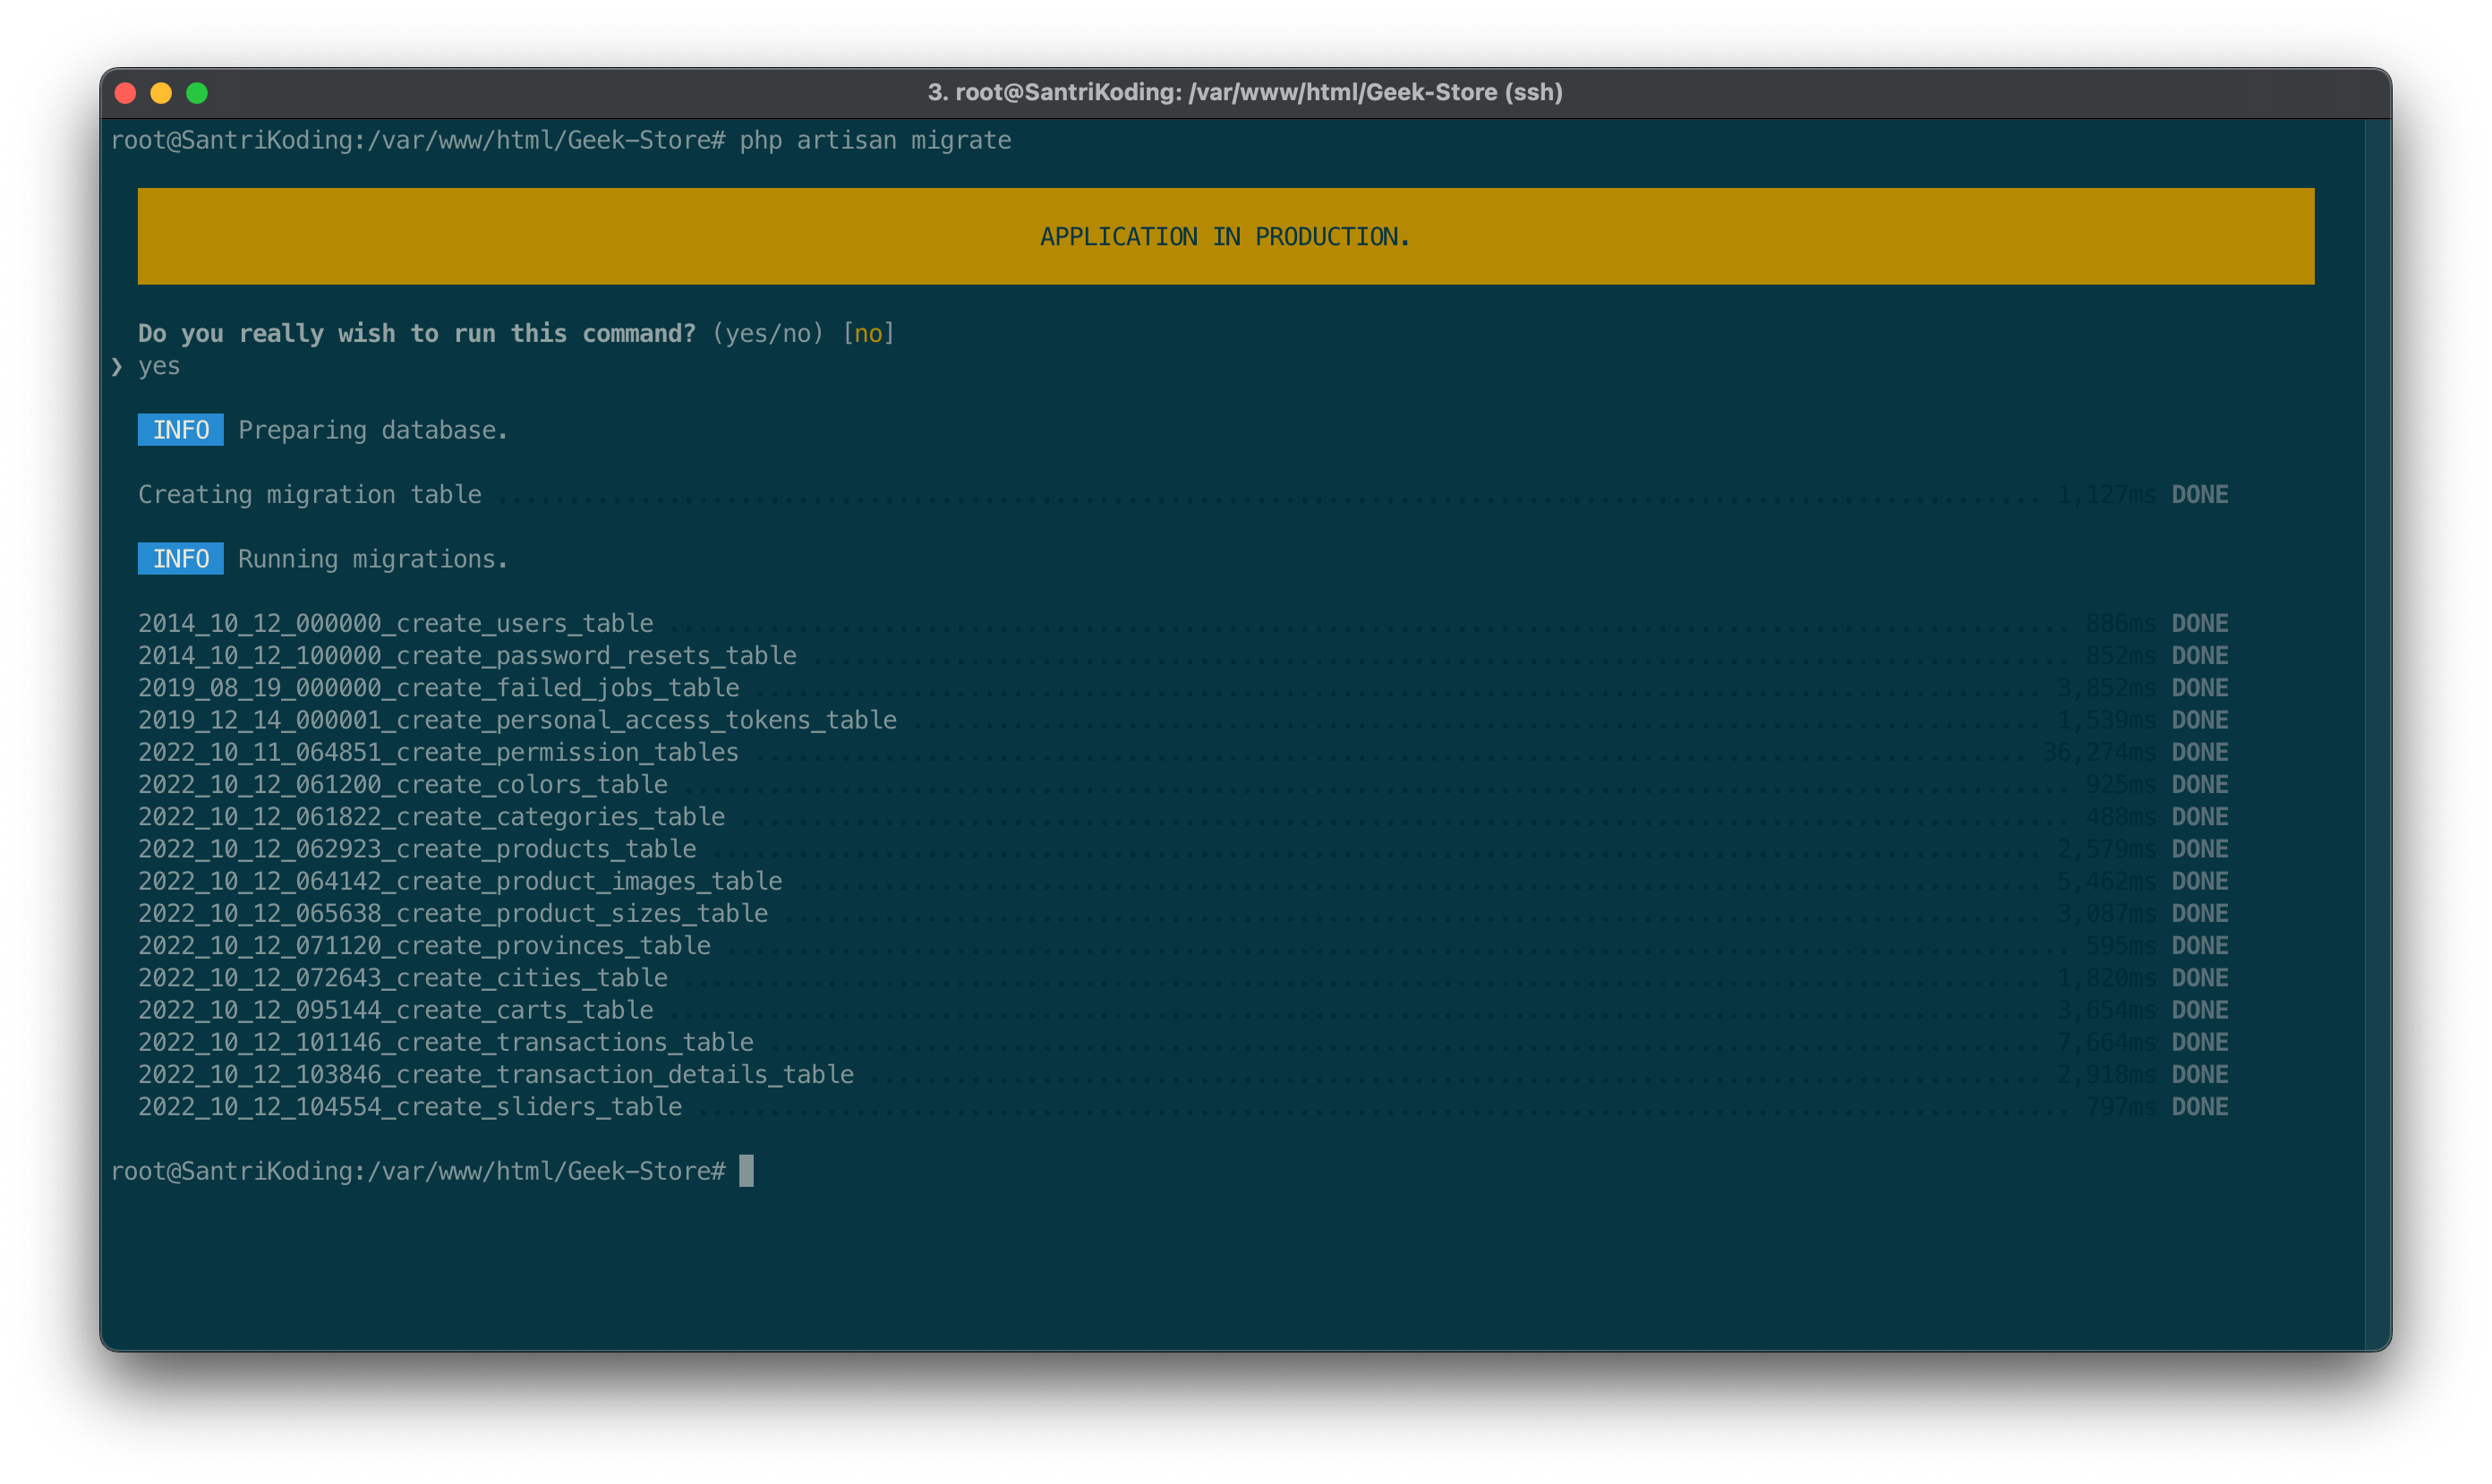 3. root@SantriKoding: /var/www/html/Geek-Store (ssh)
root@SantriKoding:/var/www/html/Geek-Store# php artisan migrate
APPLICATION IN PRODUCTION.
Do you really wish to run this command? (yes/no) [no]
❯ yes
INFO Preparing database.
Creating migration table ........................................................................................................... 1,127ms DONE
INFO Running migrations.
2014_10_12_000000_create_users_table ................................................................................................. 886ms DONE
2014_10_12_100000_create_password_resets_table ....................................................................................... 852ms DONE
2019_08_19_000000_create_failed_jobs_table ......................................................................................... 3,852ms DONE
2019_12_14_000001_create_personal_access_tokens_table .............................................................................. 1,539ms DONE
2022_10_11_064851_create_permission_tables ........................................................................................ 36,274ms DONE
2022_10_12_061200_create_colors_table ................................................................................................ 925ms DONE
2022_10_12_061822_create_categories_table ............................................................................................ 488ms DONE
2022_10_12_062923_create_products_table ............................................................................................ 2,579ms DONE
2022_10_12_064142_create_product_images_table ...................................................................................... 5,462ms DONE
2022_10_12_065638_create_product_sizes_table ....................................................................................... 3,087ms DONE
2022_10_12_071120_create_provinces_table ............................................................................................. 595ms DONE
2022_10_12_072643_create_cities_table .............................................................................................. 1,820ms DONE
2022_10_12_095144_create_carts_table ............................................................................................... 3,654ms DONE
2022_10_12_101146_create_transactions_table ........................................................................................ 7,664ms DONE
2022_10_12_103846_create_transaction_details_table ................................................................................. 2,918ms DONE
2022_10_12_104554_create_sliders_table ............................................................................................... 797ms DONE
root@SantriKoding:/var/www/html/Geek-Store#